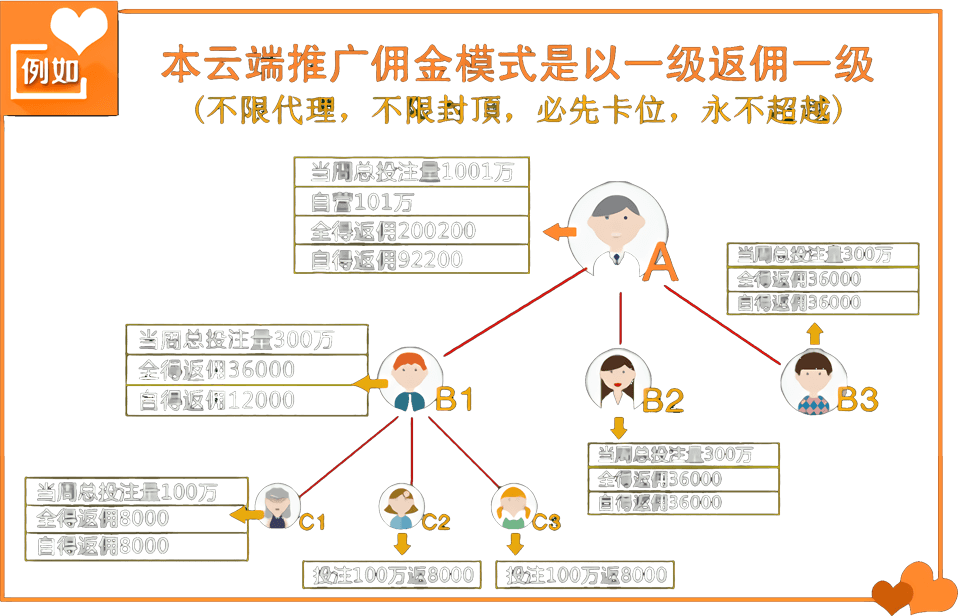 例如
本云端推广佣金模式是以一级返佣一级
(不限代理，不限封頂，必先卡位，永不超越)
当周总投注量1001万
自营101万
全得返佣200200
自得返佣92200
A
当周总投注量300万
全得返佣36000
自得返佣36000
当周总投注量300万
全得返佣36000
自得返佣12000
B1
B2
B3
当周总投注量300万
全得返佣36000
自得返佣36000
当周总投注量100万
全得返佣8000
自得返佣8000
C1
C2
C3
投注100万返8000
投注100万返8000